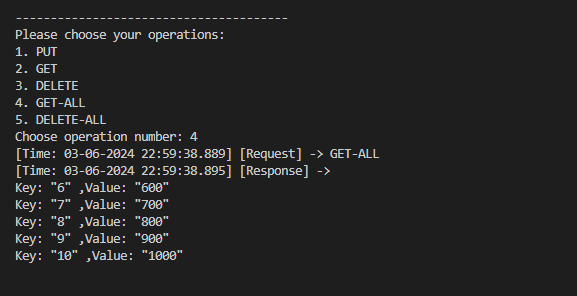 ---------------------------------------
Please choose your operations:
1. PUT
2. GET
3. DELETE
4. GET-ALL
5. DELETE-ALL
Choose operation number: 4
[Time: 03-06-2024 22:59:38.889] [Request] -> GET-ALL
[Time: 03-06-2024 22:59:38.895] [Response] ->
Key: "6" ,Value: "600"
Key: "7" ,Value: "700"
Key: "8" ,Value: "800"
Key: "9" ,Value: "900"
Key: "10" ,Value: "1000"